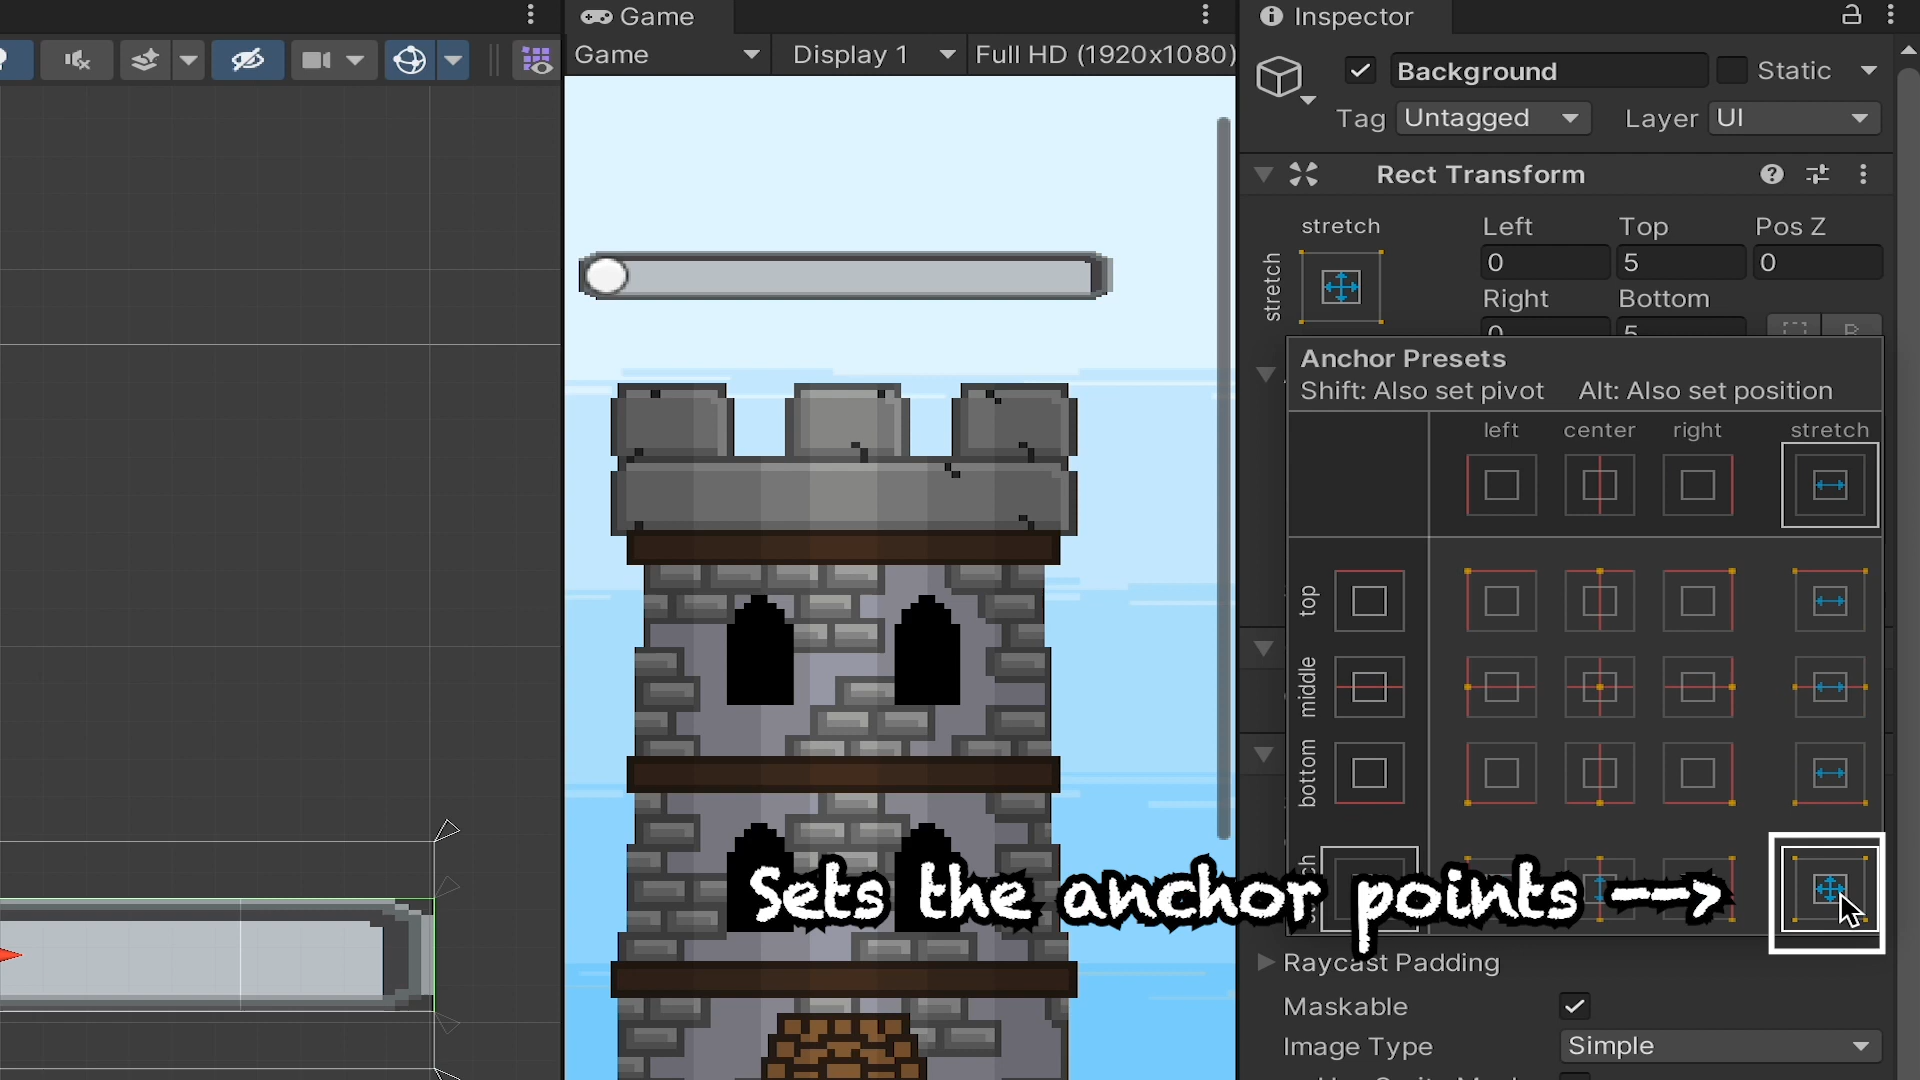 Game
Inspector
Game
Display 1
Full HD (1920x1080)
Background
Static
Tag
Untagged
Layer
UI
Rect Transform
stretch
Left
Top
Pos Z
stretch
0
5
0
Right
Bottom
0
5
R
Anchor Presets
Shift: Also set pivot
Alt: Also set position
left
center
right
stretch
top
middle
bottom
Sets the anchor points -->
Raycast Padding
Maskable
Image Type
Simple